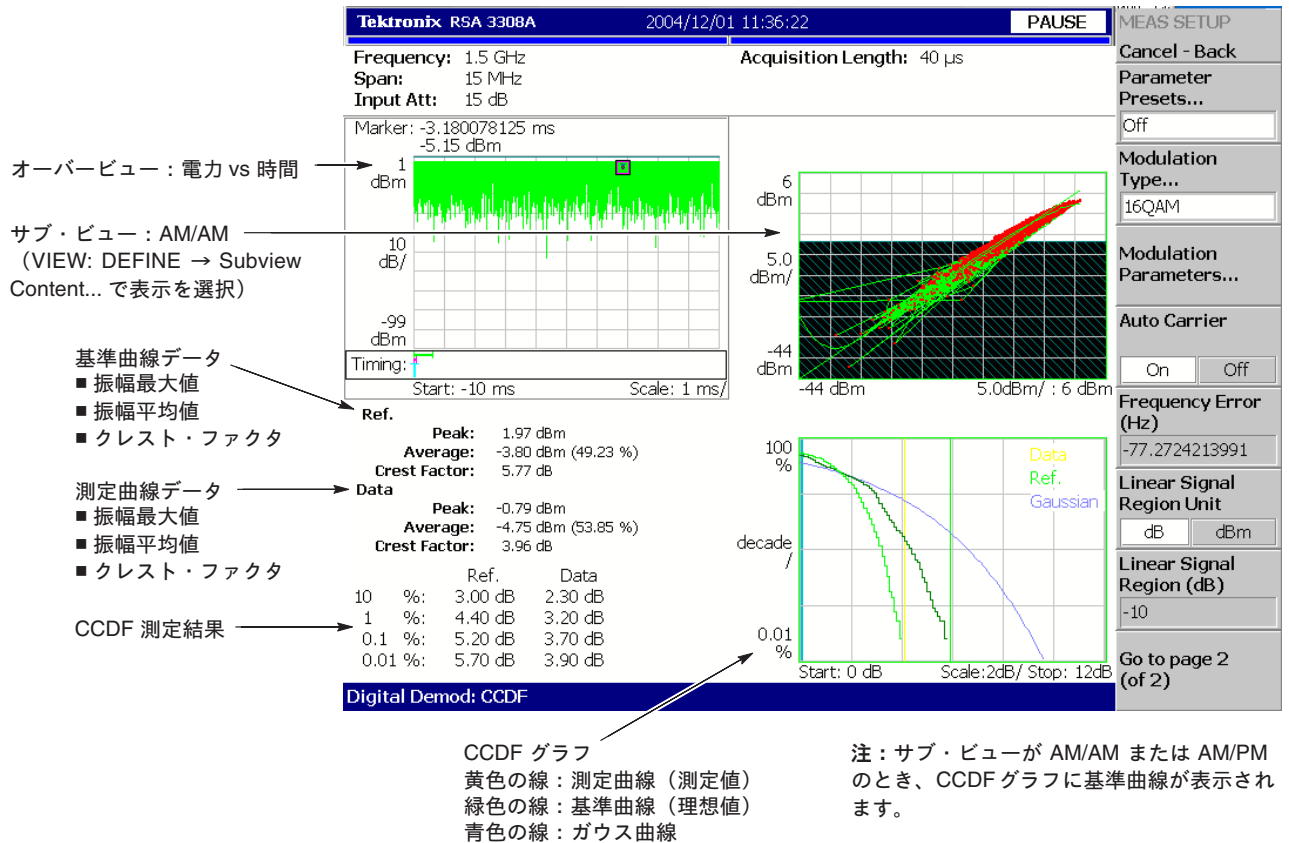 Tektronix RSA 3308A 2004/12/01 11:36:22 PAUSE
Frequency: 1.5 GHz
Span: 15 MHz
Input Att: 15 dB
Acquisition Length: 40 µs
Marker: -3.180078125 ms
-5.15 dBm
1
dBm
10
dB/
-99
dBm
Timing:
Start: -10 ms Scale: 1 ms/
6
dBm
5.0
dBm/
-44
dBm
-44 dBm 5.0dBm/ : 6 dBm
Ref.
Peak: 1.97 dBm
Average: -3.80 dBm (49.23 %)
Crest Factor: 5.77 dB
Data
Peak: -0.79 dBm
Average: -4.75 dBm (53.85 %)
Crest Factor: 3.96 dB
Ref. Data
10 %: 3.00 dB 2.30 dB
1 %: 4.40 dB 3.20 dB
0.1 %: 5.20 dB 3.70 dB
0.01 %: 5.70 dB 3.90 dB
100
%
decade
/
0.01
%
Data
Ref.
Gaussian
Start: 0 dB Scale:2dB/ Stop: 12dB
Digital Demod: CCDF
MEAS SETUP
Cancel - Back
Parameter
Presets...
Off
Modulation
Type...
16QAM
Modulation
Parameters...
Auto Carrier
On Off
Frequency Error
(Hz)
-77.2724213991
Linear Signal
Region Unit
dB dBm
Linear Signal
Region (dB)
-10
Go to page 2
(of 2)
オーバービュー：電力 vs 時間
サブ・ビュー：AM/AM
（VIEW: DEFINE → Subview
Content... で表示を選択）
基準曲線データ
■ 振幅最大値
■ 振幅平均値
■ クレスト・ファクタ
測定曲線データ
■ 振幅最大値
■ 振幅平均値
■ クレスト・ファクタ
CCDF 測定結果
CCDF グラフ
黄色の線：測定曲線（測定値）
緑色の線：基準曲線（理想値）
青色の線：ガウス曲線
注：サブ・ビューが AM/AM または AM/PM
のとき、CCDFグラフに基準曲線が表示され
ます。